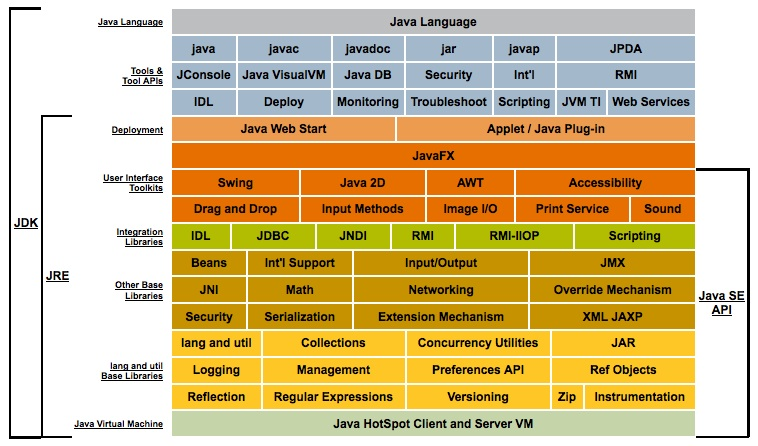 Java Language Java Language
java javac javadoc jar javap JPDA
Tools &
Tool APIs
JConsole Java VisualVM Java DB Security Int'l RMI
IDL Deploy Monitoring Troubleshoot Scripting JVM TI Web Services
Deployment Java Web Start Applet / Java Plug-in
JavaFX
User Interface
Toolkits
Swing Java 2D AWT Accessibility
Drag and Drop Input Methods Image I/O Print Service Sound
JDK
Integration
Libraries
IDL JDBC JNDI RMI RMI-IIOP Scripting
Beans Int'l Support Input/Output JMX
JRE
Other Base
Libraries
JNI Math Networking Override Mechanism
Java SE
API
Security Serialization Extension Mechanism XML JAXP
lang and util Collections Concurrency Utilities JAR
lang and util
Base Libraries
Logging Management Preferences API Ref Objects
Reflection Regular Expressions Versioning Zip Instrumentation
Java Virtual Machine Java HotSpot Client and Server VM